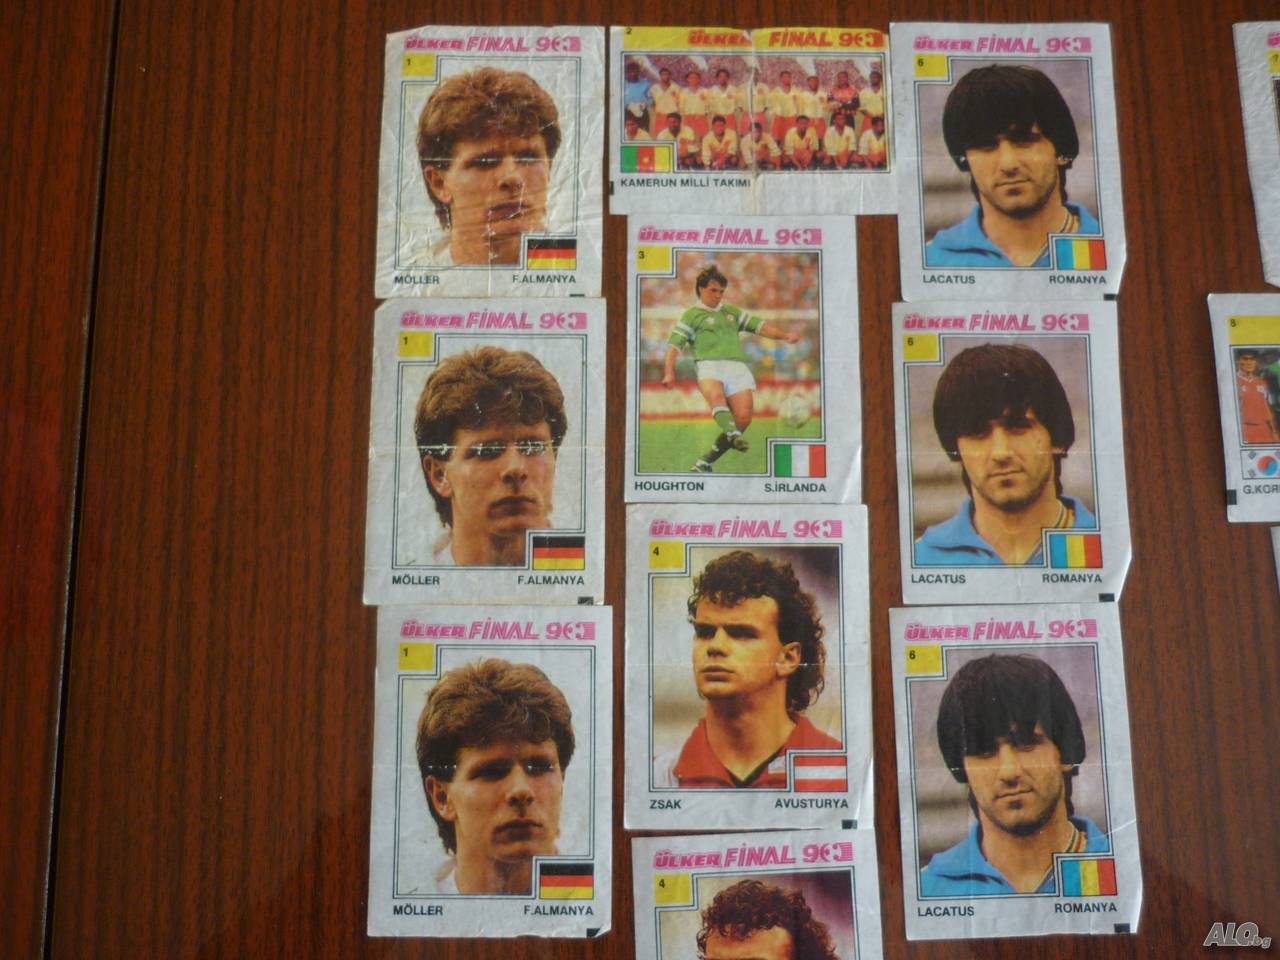 ÜLKER FİNAL 90
1
MÖLLER F.ALMANYA
ÜLKER FİNAL 90
1
MÖLLER F.ALMANYA
ÜLKER FİNAL 90
1
MÖLLER F.ALMANYA
2
ÜLKER FİNAL 90
KAMERUN MİLLİ TAKIMI
ÜLKER FİNAL 90
3
HOUGHTON S.İRLANDA
ÜLKER FİNAL 90
4
ZSAK AVUSTURYA
ÜLKER FİNAL 90
4
ÜLKER FİNAL 90
6
LACATUS ROMANYA
ÜLKER FİNAL 90
6
LACATUS ROMANYA
ÜLKER FİNAL 90
6
LACATUS ROMANYA
8
ALO.bg